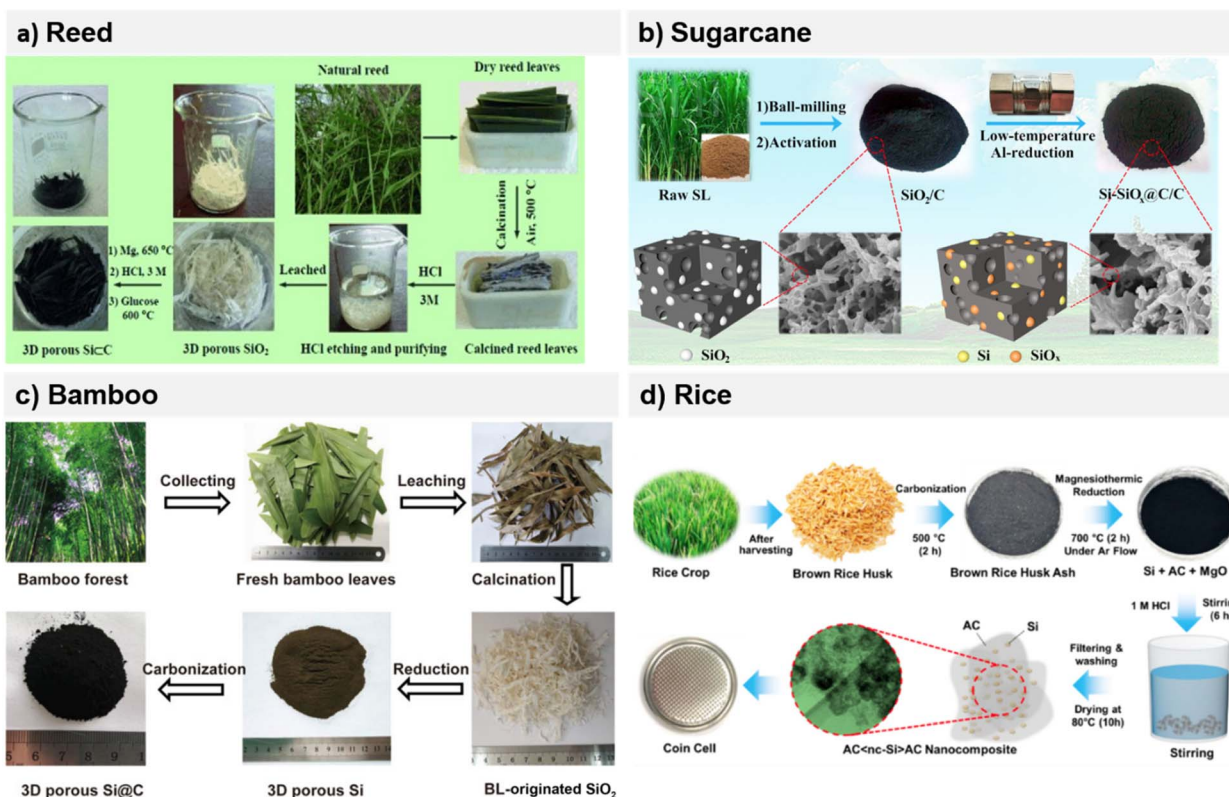 a) Reed
Natural reed
Dry reed leaves
Calcination
Air, 500 °C
1) Mg, 650 °C
2) HCl, 3 M
3) Glucose
600 °C
Leached
HCl
3M
3D porous Si⊂C
3D porous SiO₂
HCl etching and purifying
Calcined reed leaves
b) Sugarcane
1)Ball-milling
2)Activation
Low-temperature
Al-reduction
Raw SL
SiO₂/C
Si-SiOₓ@C/C
SiO₂
Si
SiOₓ
c) Bamboo
Collecting
Leaching
Bamboo forest
Fresh bamboo leaves
Calcination
Carbonization
Reduction
3D porous Si@C
3D porous Si
BL-originated SiO₂
d) Rice
After
harvesting
Carbonization
500 °C
(2 h)
Magnesiothermic
Reduction
700 °C (2 h)
Under Ar Flow
Rice Crop
Brown Rice Husk
Brown Rice Husk Ash
Si + AC + MgO
1 M HCl
Stirrin
(6 h
AC
Si
Filtering &
washing
Drying at
80°C (10h)
Coin Cell
AC<nc-Si>AC Nanocomposite
Stirring